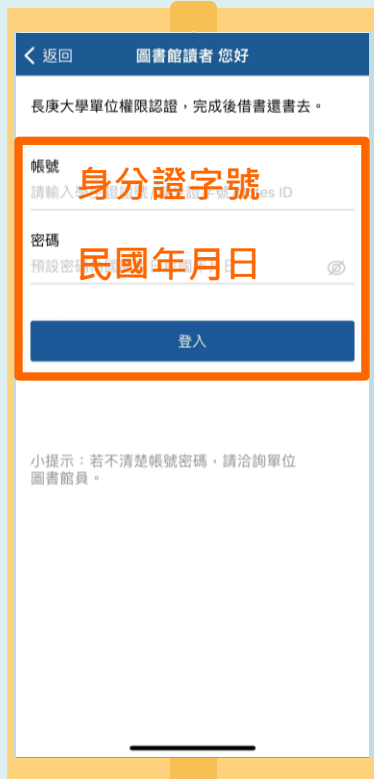 返回
圖書館讀者 您好
長庚大學單位權限認證，完成後借書還書去。
帳號
身分證字號
請輸入 ID
密碼
民國年月日
預設密
登入
小提示：若不清楚帳號密碼，請洽詢單位
圖書館員。